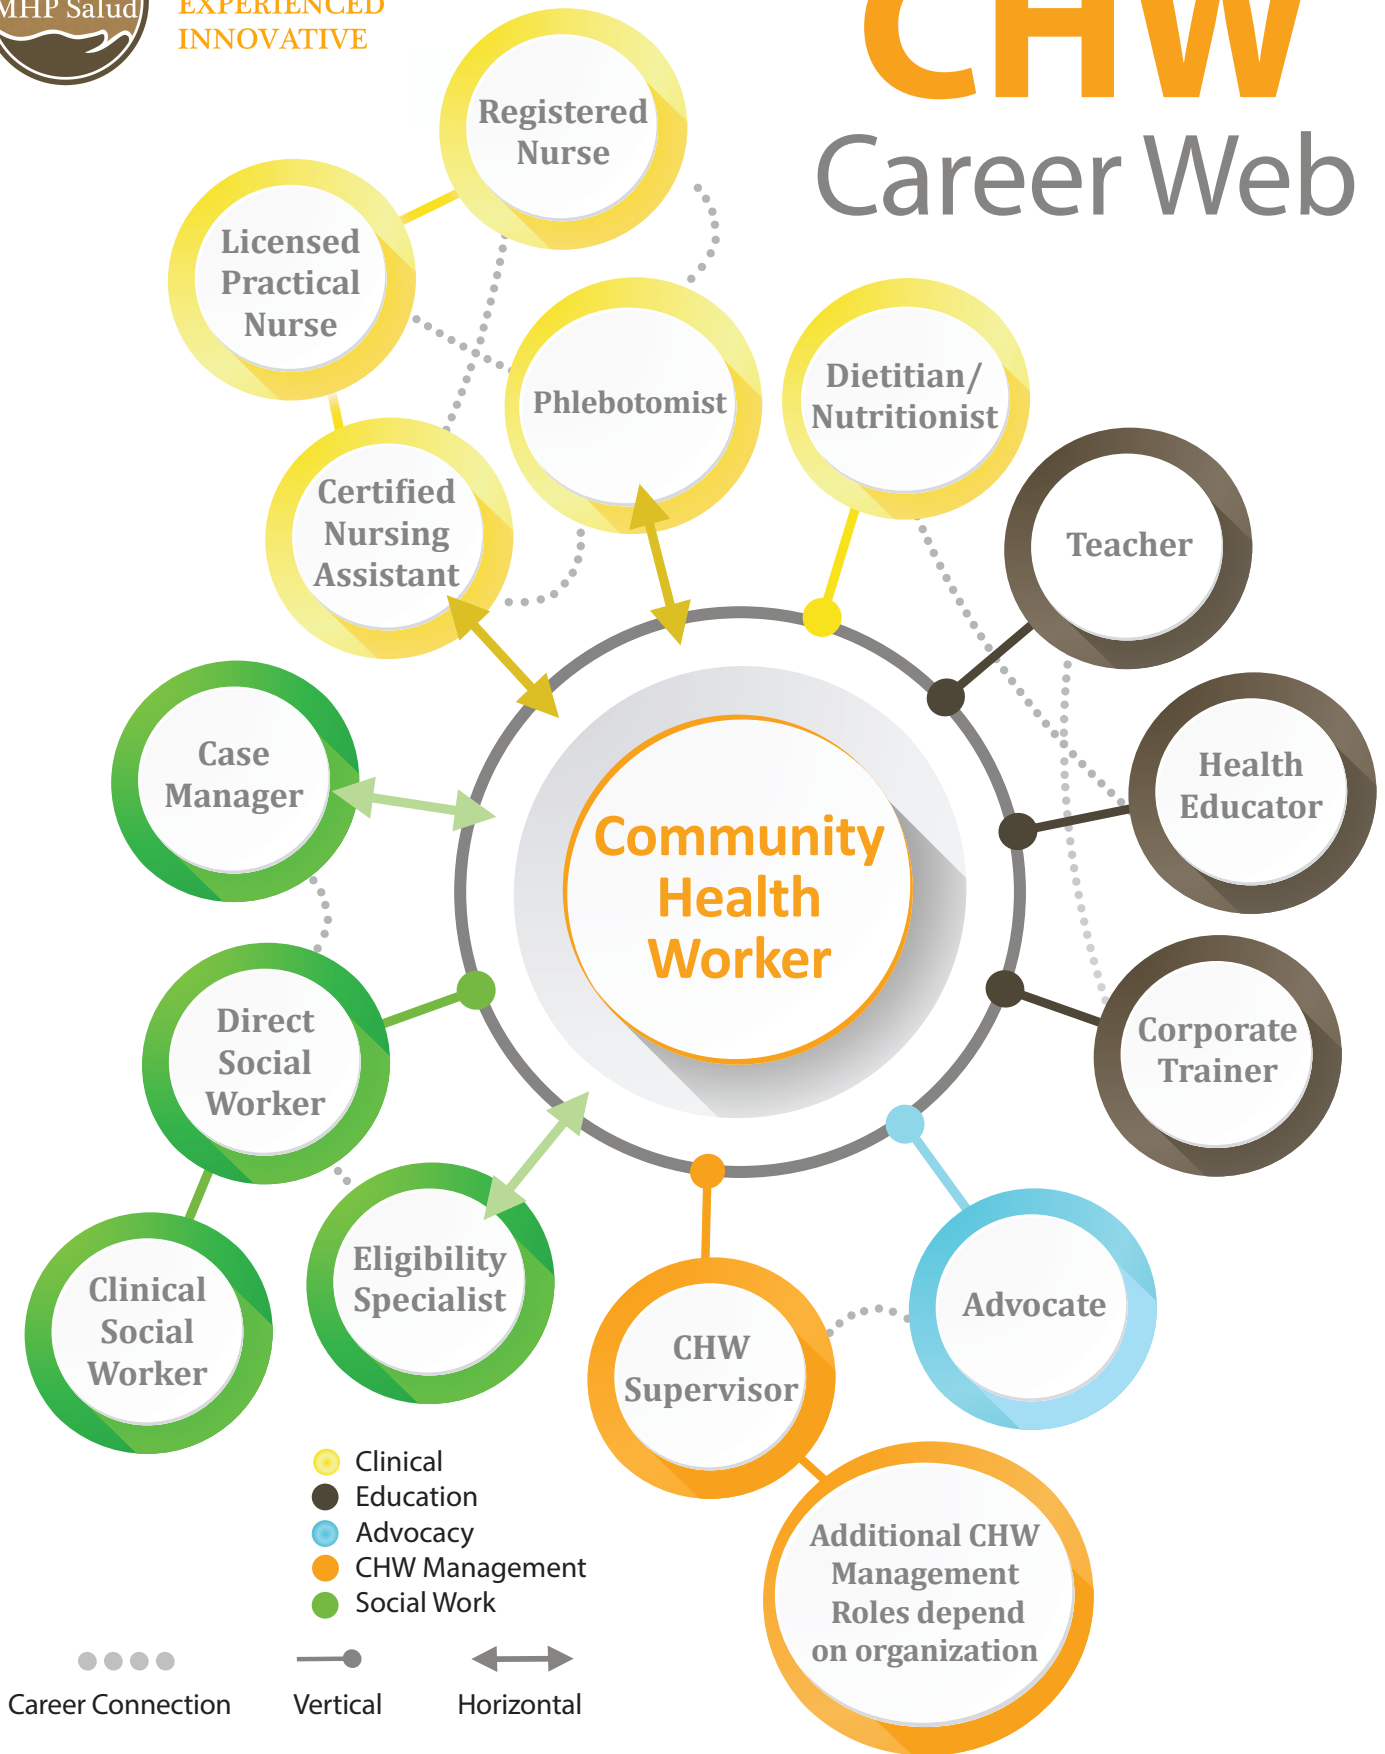 MHP Salud
EXPERIENCED
INNOVATIVE
CHW
Career Web
Registered
Nurse
Licensed
Practical
Nurse
Phlebotomist
Dietitian/
Nutritionist
Certified
Nursing
Assistant
Teacher
Case
Manager
Health
Educator
Community
Health
Worker
Direct
Social
Worker
Corporate
Trainer
Clinical
Social
Worker
Eligibility
Specialist
CHW
Supervisor
Advocate
Additional CHW
Management
Roles depend
on organization
Clinical
Education
Advocacy
CHW Management
Social Work
Career Connection
Vertical
Horizontal